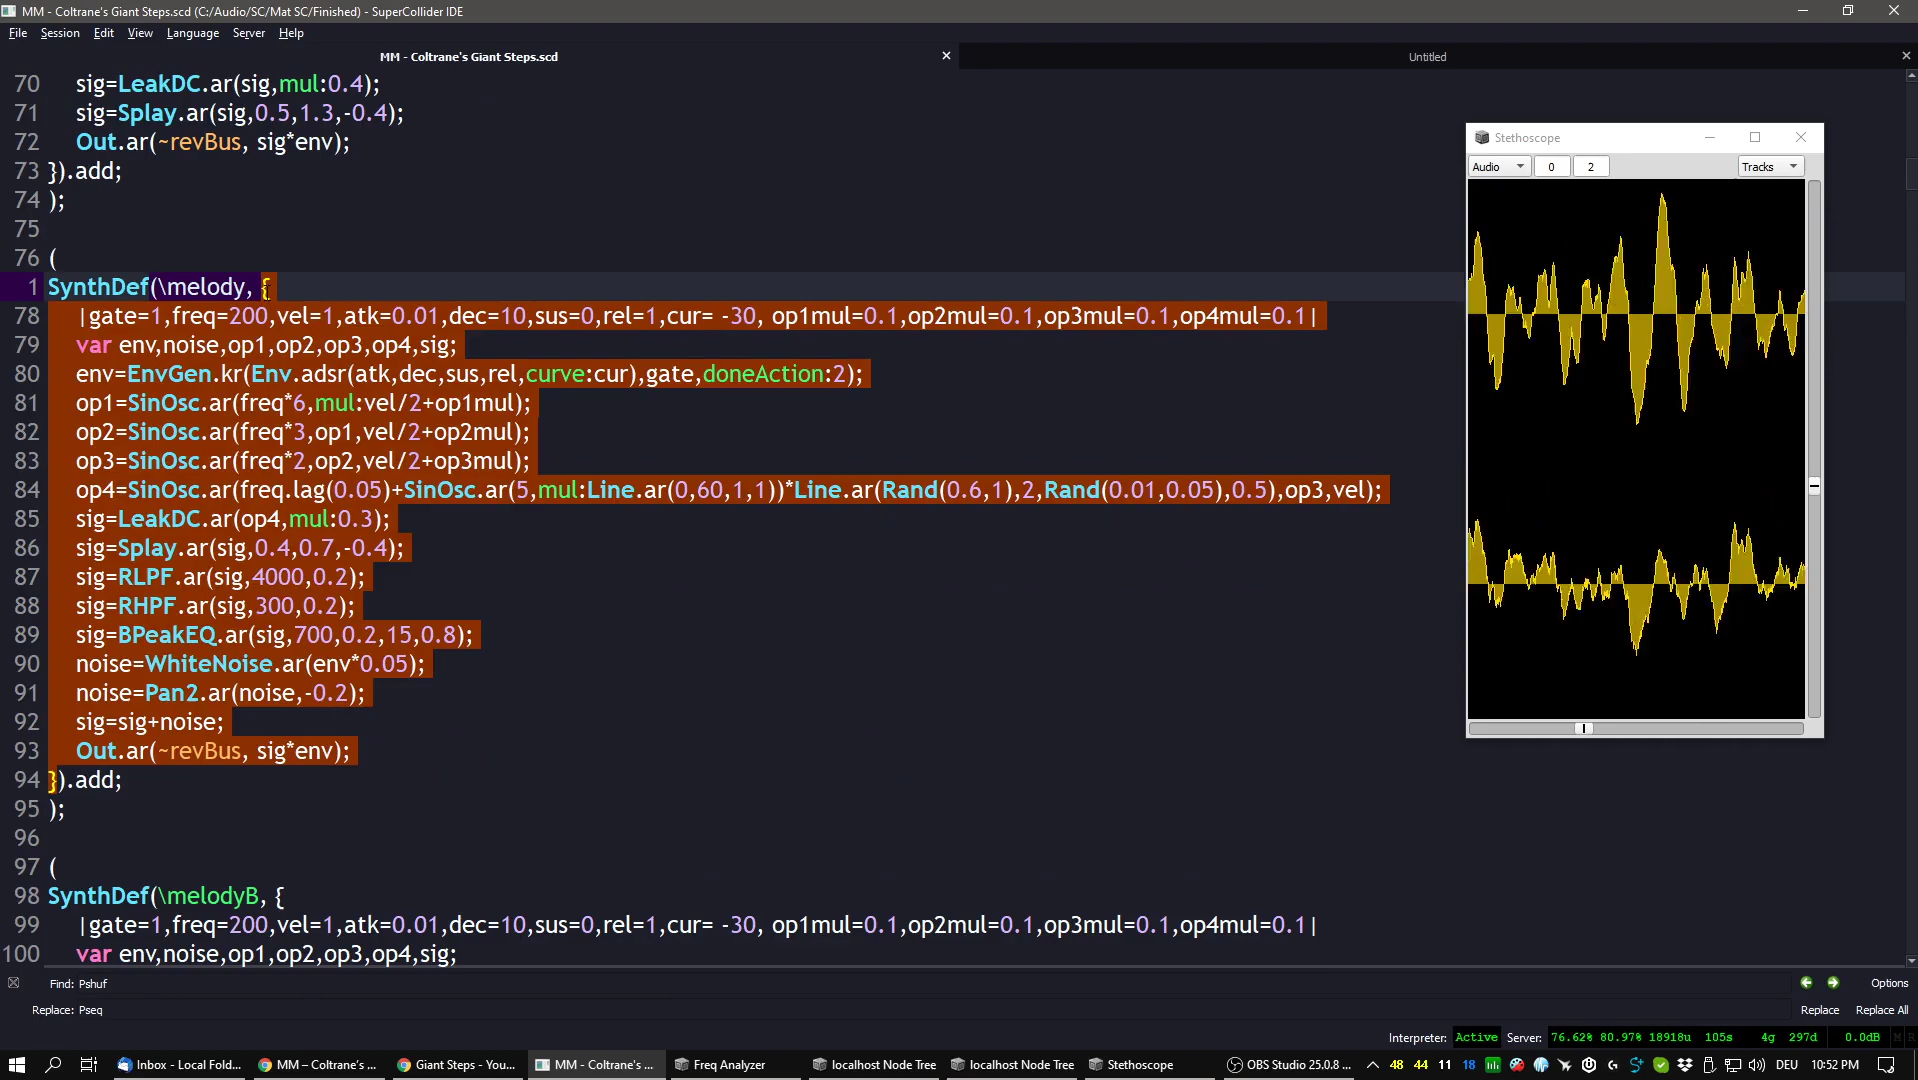 MM - Coltrane's Giant Steps.scd (C:/Audio/SC/Mat SC/Finished) - SuperCollider IDE
File Session Edit View Language Server Help
MM - Coltrane's Giant Steps.scd
Untitled
70 sig=LeakDC.ar(sig,mul:0.4);
71 sig=Splay.ar(sig,0.5,1.3,-0.4);
72 Out.ar(~revBus, sig*env);
73 }).add;
74 );
75
76 (
1 SynthDef(\melody, {
78 |gate=1,freq=200,vel=1,atk=0.01,dec=10,sus=0,rel=1,cur= -30, op1mul=0.1,op2mul=0.1,op3mul=0.1,op4mul=0.1|
79 var env,noise,op1,op2,op3,op4,sig;
80 env=EnvGen.kr(Env.adsr(atk,dec,sus,rel,curve:cur),gate,doneAction:2);
81 op1=SinOsc.ar(freq*6,mul:vel/2+op1mul);
82 op2=SinOsc.ar(freq*3,op1,vel/2+op2mul);
83 op3=SinOsc.ar(freq*2,op2,vel/2+op3mul);
84 op4=SinOsc.ar(freq.lag(0.05)+SinOsc.ar(5,mul:Line.ar(0,60,1,1))*Line.ar(Rand(0.6,1),2,Rand(0.01,0.05),0.5),op3,vel);
85 sig=LeakDC.ar(op4,mul:0.3);
86 sig=Splay.ar(sig,0.4,0.7,-0.4);
87 sig=RLPF.ar(sig,4000,0.2);
88 sig=RHPF.ar(sig,300,0.2);
89 sig=BPeakEQ.ar(sig,700,0.2,15,0.8);
90 noise=WhiteNoise.ar(env*0.05);
91 noise=Pan2.ar(noise,-0.2);
92 sig=sig+noise;
93 Out.ar(~revBus, sig*env);
94 }).add;
95 );
96
97 (
98 SynthDef(\melodyB, {
99 |gate=1,freq=200,vel=1,atk=0.01,dec=10,sus=0,rel=1,cur= -30, op1mul=0.1,op2mul=0.1,op3mul=0.1,op4mul=0.1|
100 var env,noise,op1,op2,op3,op4,sig;
Stethoscope
Audio 0 2 Tracks
Find: Pshuf
Options
Replace: Pseq
Replace Replace All
Interpreter: Active Server: 76.62% 80.97% 18918u 105s 4g 297d 0.0dB M R
Inbox - Local Fold... MM – Coltrane's ... Giant Steps - You... MM - Coltrane's ... Freq Analyzer localhost Node Tree localhost Node Tree Stethoscope OBS Studio 25.0.8 ... 48 44 11 18 DEU 10:52 PM